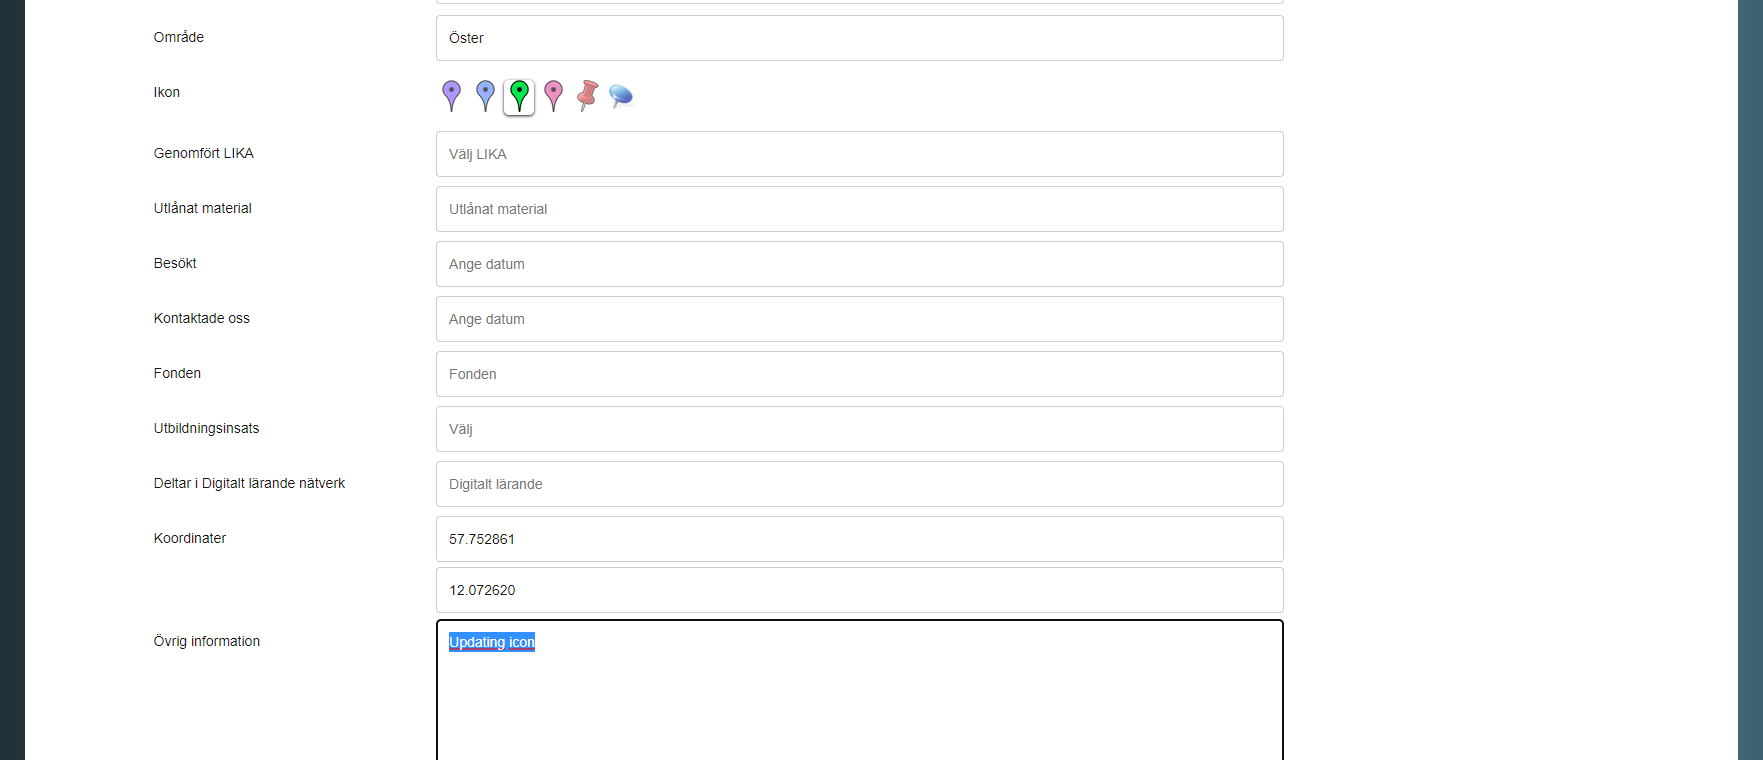 Område
Öster
Ikon
Genomfört LIKA
Välj LIKA
Utlånat material
Utlånat material
Besökt
Ange datum
Kontaktade oss
Ange datum
Fonden
Fonden
Utbildningsinsats
Välj
Deltar i Digitalt lärande nätverk
Digitalt lärande
Koordinater
57.752861
12.072620
Övrig information
Updating icon